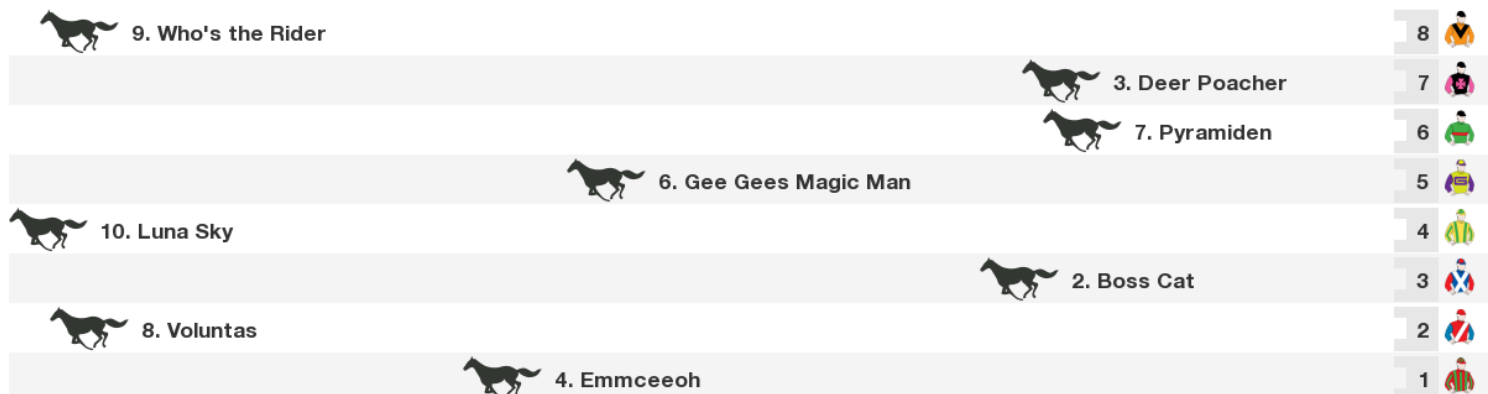 9. Who's the Rider 8
3. Deer Poacher 7
7. Pyramiden 6
6. Gee Gees Magic Man 5
10. Luna Sky 4
2. Boss Cat 3
8. Voluntas 2
4. Emmceeoh 1